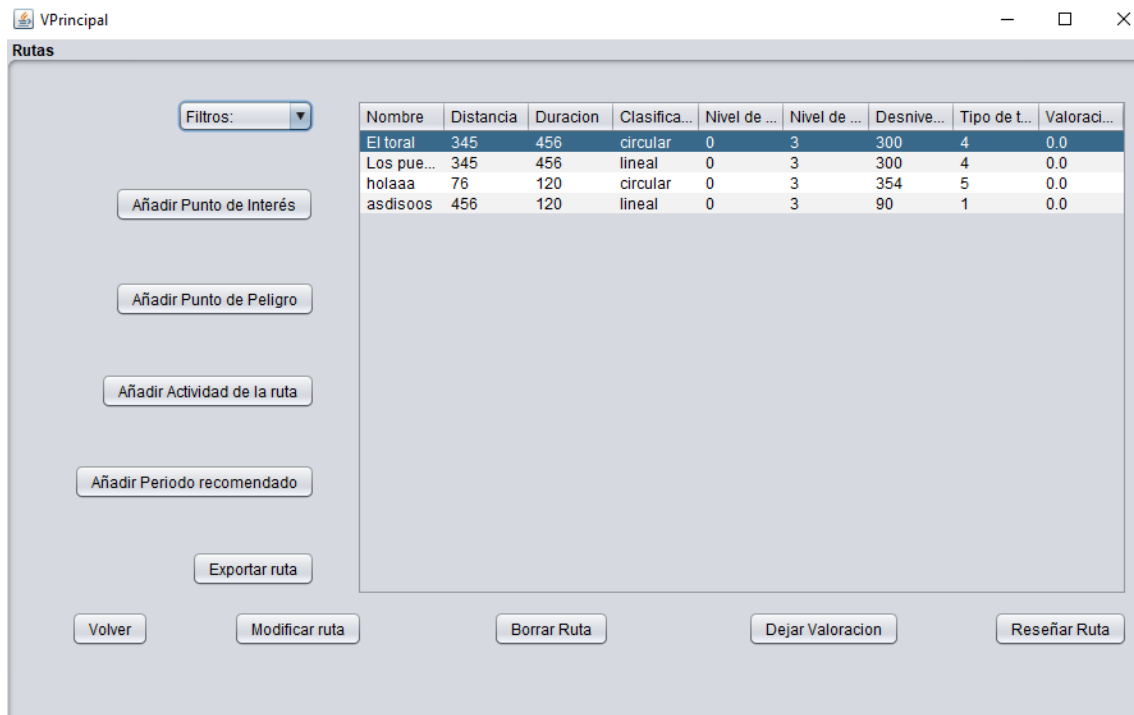 VPrincipal
Rutas
Filtros:
Nombre Distancia Duracion Clasifica... Nivel de ... Nivel de ... Desnive... Tipo de t... Valoraci...
El toral 345 456 circular 0 3 300 4 0.0
Los pue... 345 456 lineal 0 3 300 4 0.0
holaaa 76 120 circular 0 3 354 5 0.0
asdisoos 456 120 lineal 0 3 90 1 0.0
Añadir Punto de Interés
Añadir Punto de Peligro
Añadir Actividad de la ruta
Añadir Periodo recomendado
Exportar ruta
Volver Modificar ruta Borrar Ruta Dejar Valoracion Reseñar Ruta